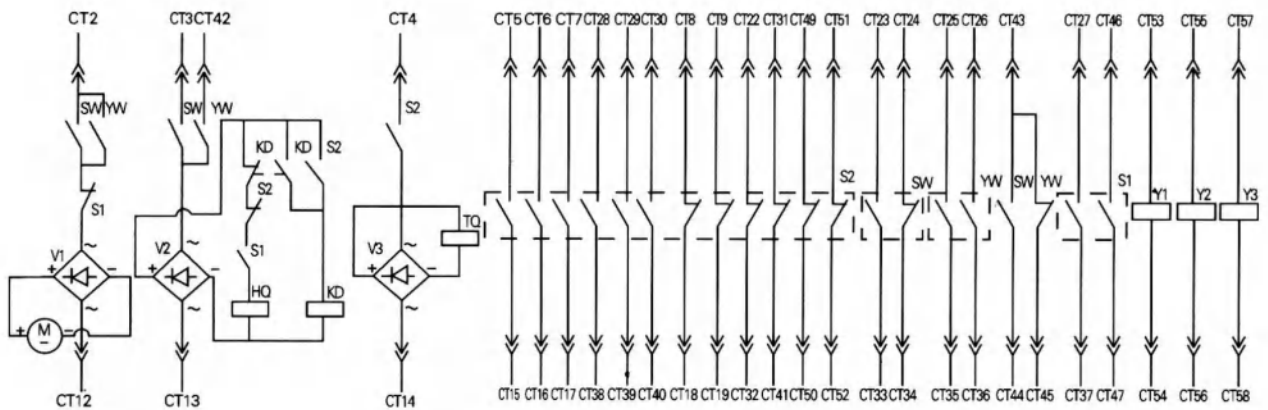 CT2 CT3 CT42 CT4 CT5 CT6 CT7 CT28 CT29 CT30 CT8 CT9 CT22 CT31 CT49 CT51 CT23 CT24 CT25 CT26 CT43 CT27 CT46 CT53 CT55 CT57
SW YW SW YW S2
KD KD S2
S2 S2 SW YW SW YW S1
S1 TQ Y1 Y2 Y3
V1 V2 S1 V3
~ ~ ~
+ - + - + -
~ ~ ~
HQ KD
+ M -
CT12 CT13 CT14 CT15 CT16 CT17 CT38 CT39 CT40 CT18 CT19 CT32 CT41 CT50 CT52 CT33 CT34 CT35 CT36 CT44 CT45 CT37 CT47 CT54 CT56 CT58